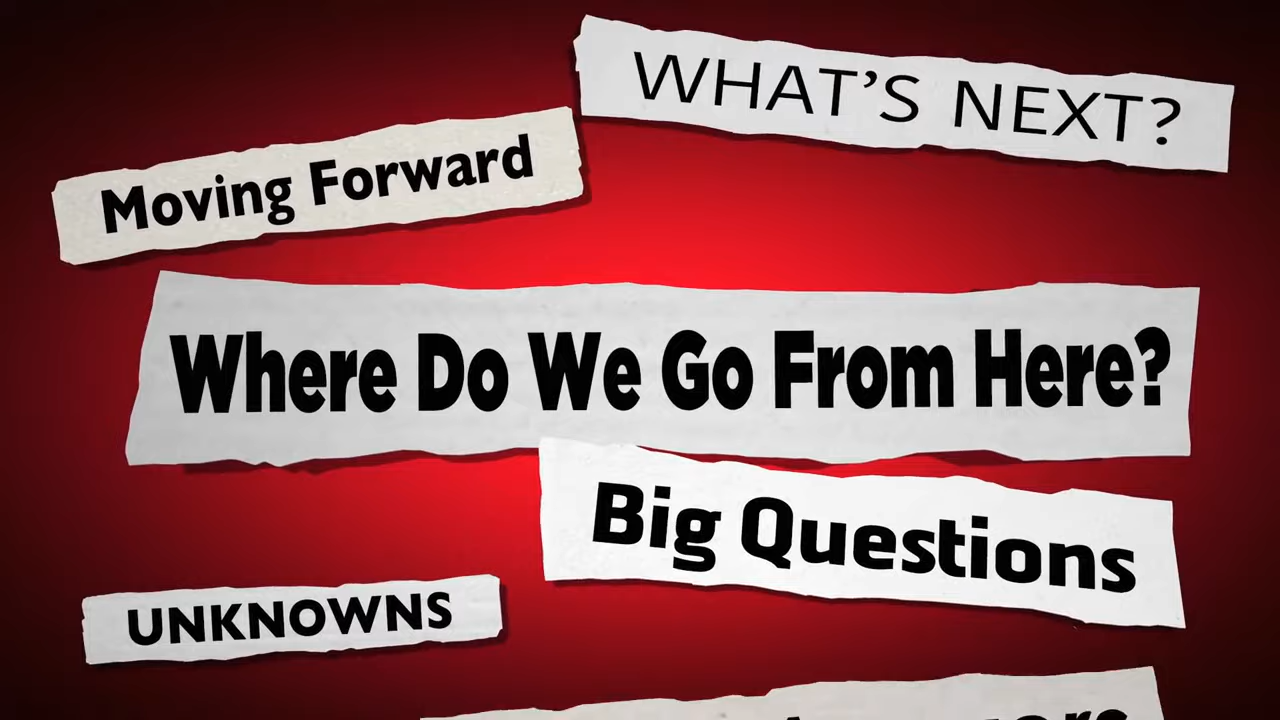 WHAT'S NEXT?
Moving Forward
Where Do We Go From Here?
Big Questions
UNKNOWNS